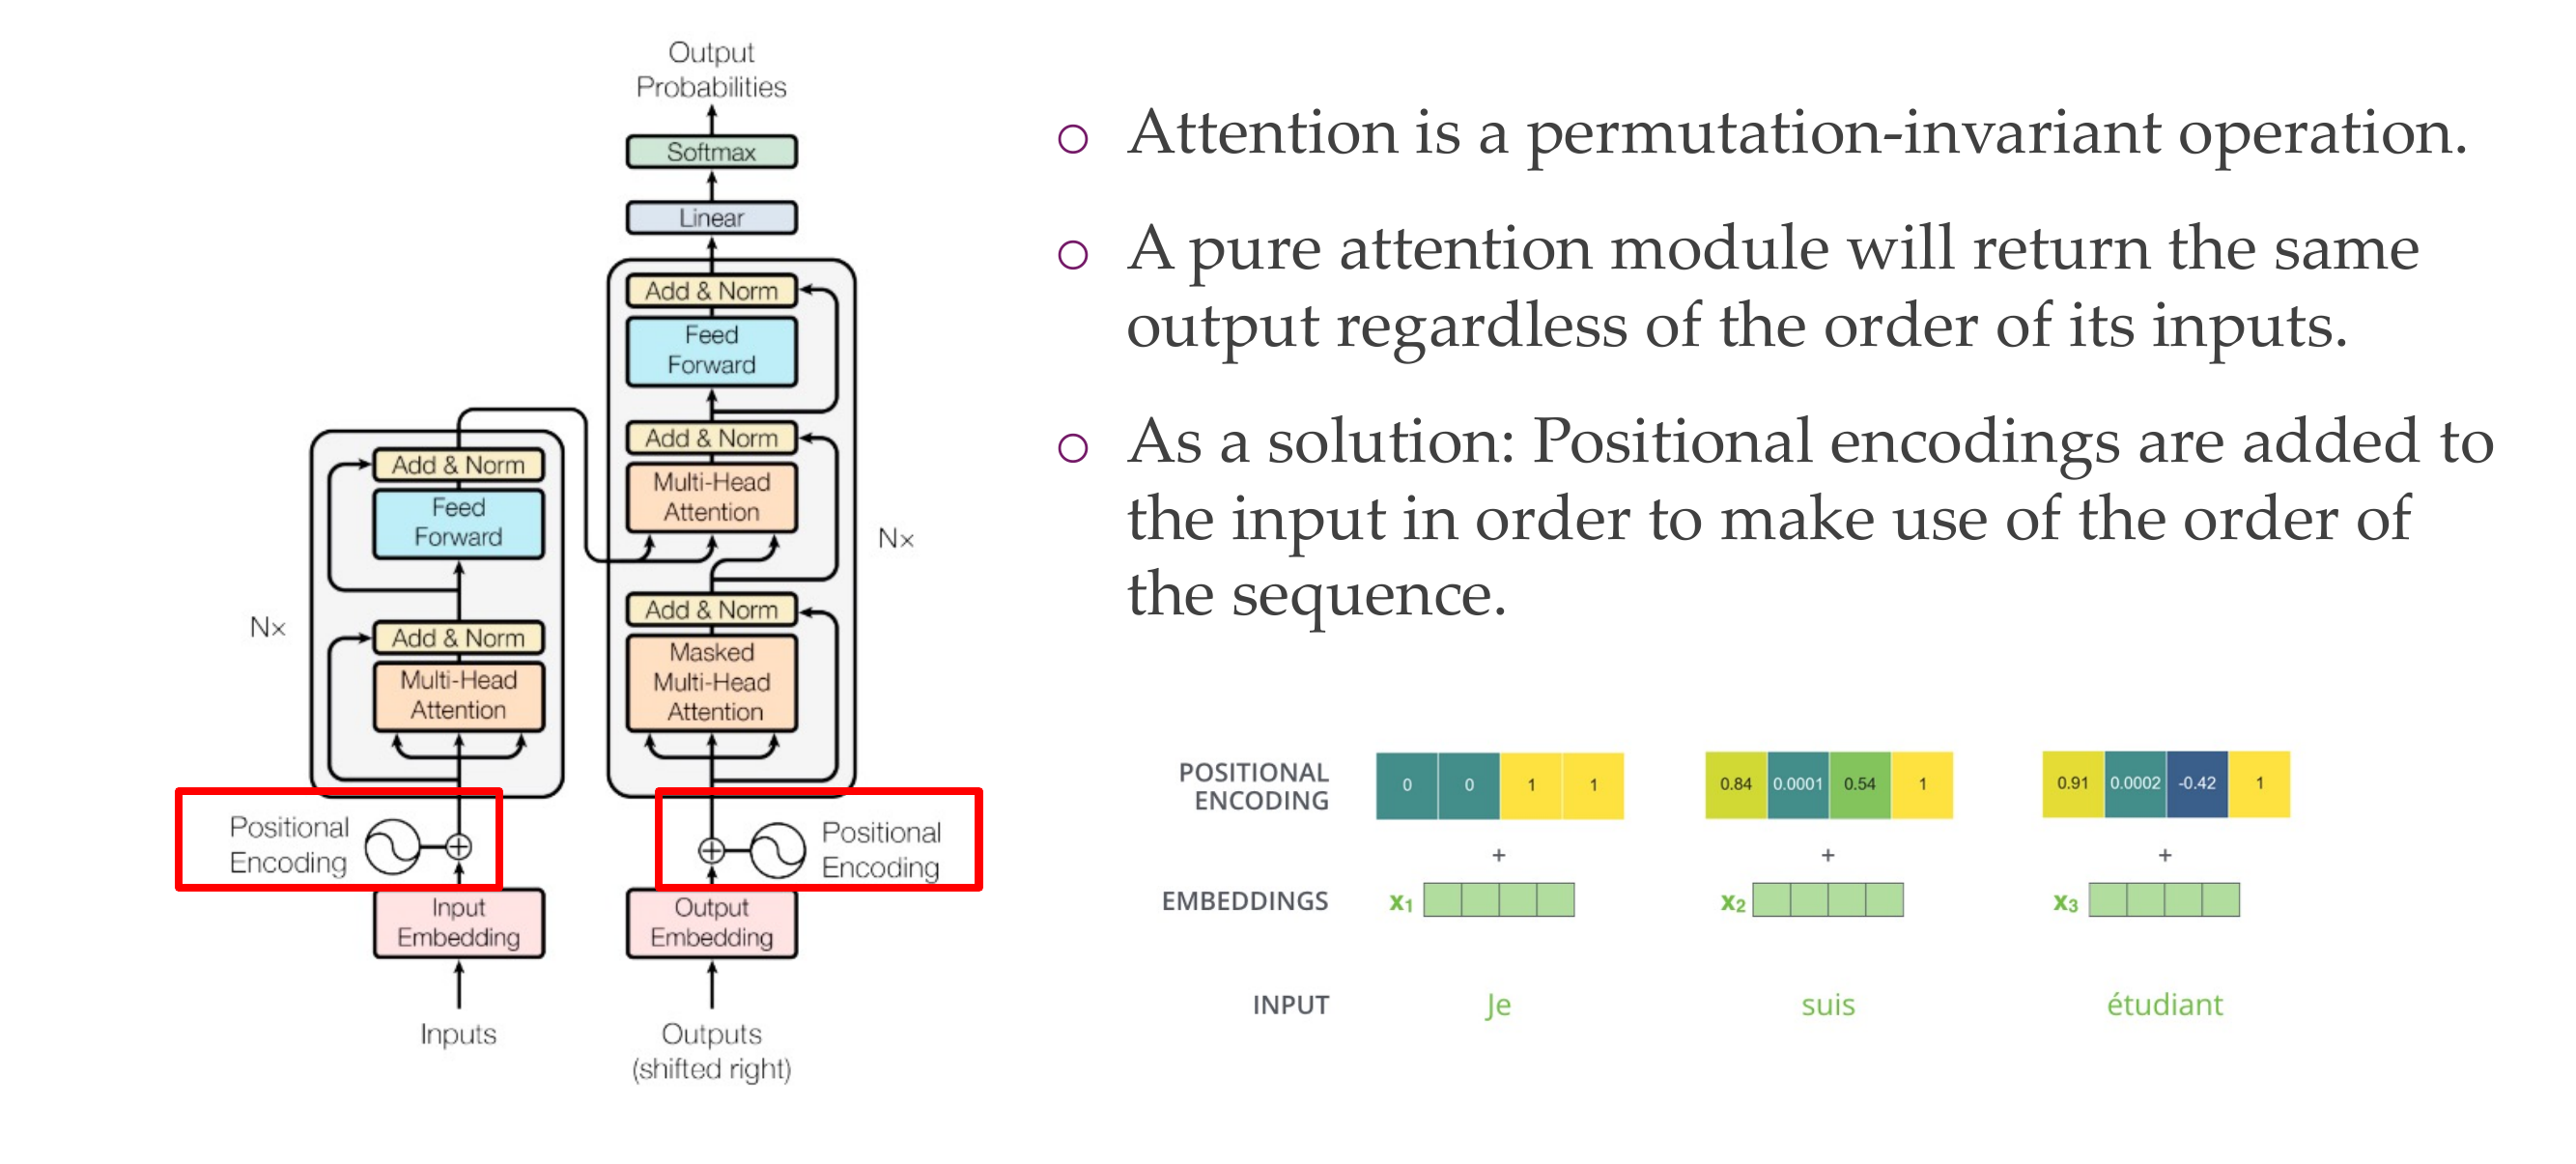 Output
Probabilities
Softmax
Linear
Add & Norm
Feed
Forward
Add & Norm
Multi-Head
Attention
Nx
Add & Norm
Masked
Multi-Head
Attention
Add & Norm
Feed
Forward
Nx
Add & Norm
Multi-Head
Attention
Positional
Encoding
Positional
Encoding
Input
Embedding
Output
Embedding
Inputs
Outputs
(shifted right)
Attention is a permutation-invariant operation.
A pure attention module will return the same
output regardless of the order of its inputs.
As a solution: Positional encodings are added to
the input in order to make use of the order of
the sequence.
POSITIONAL
ENCODING
0 0 1 1
0.84 0.0001 0.54 1
0.91 0.0002 -0.42 1
+ + +
EMBEDDINGS x1 x2 x3
INPUT Je suis étudiant